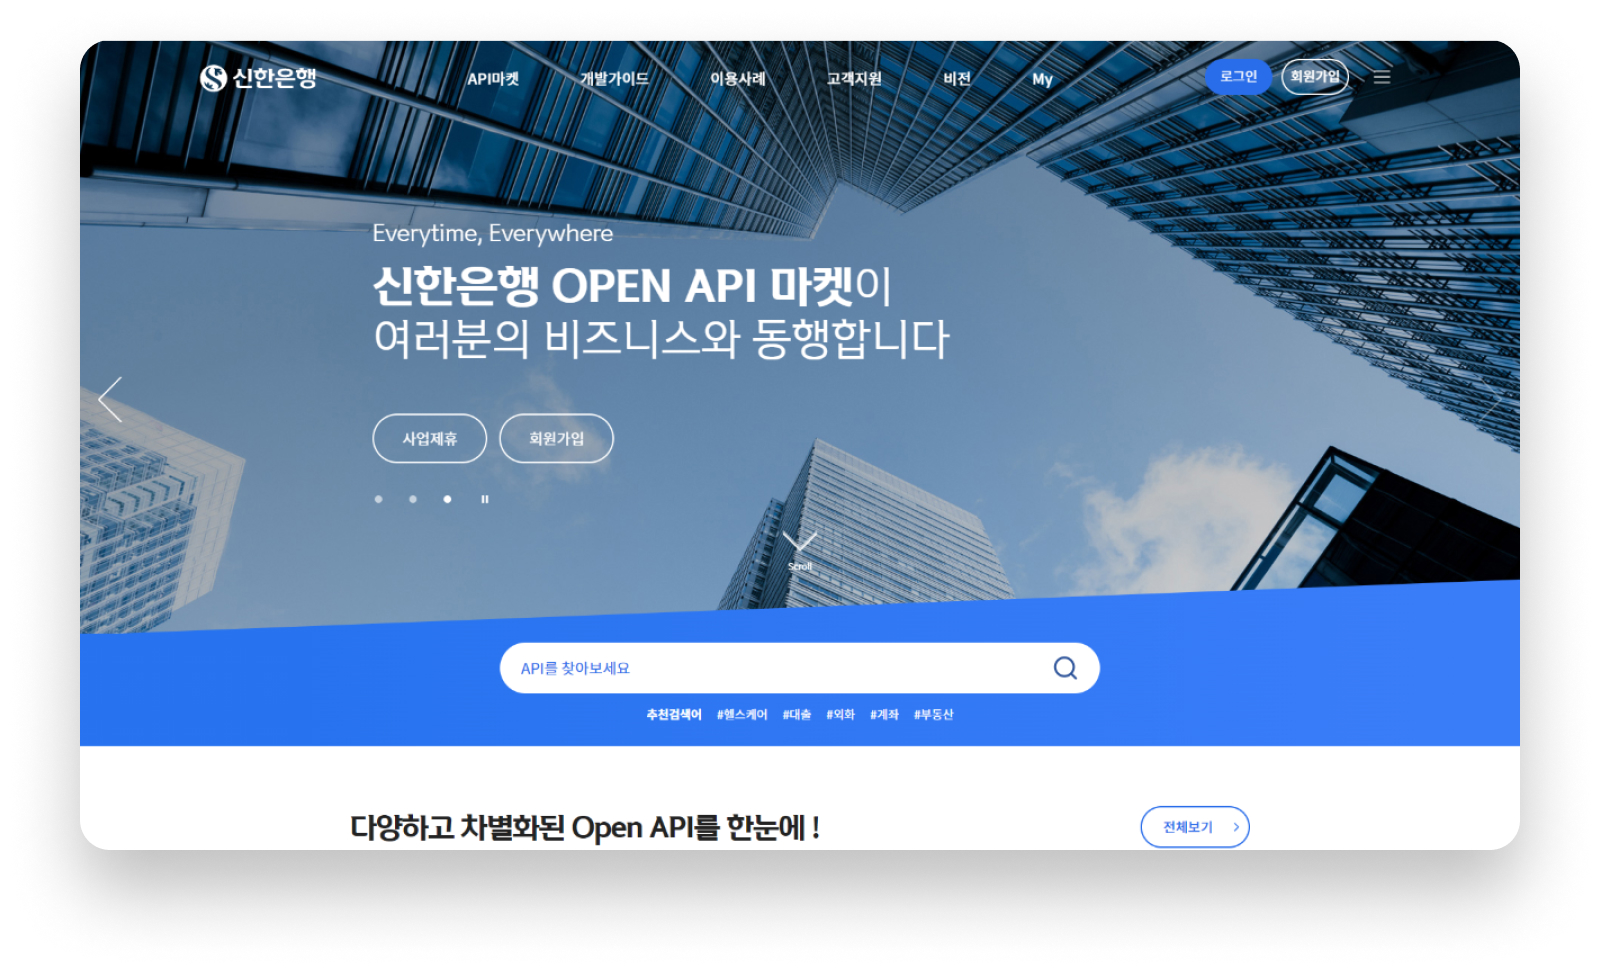 신한은행
API마켓 개발가이드 이용사례 고객지원 비전 My 로그인 회원가입
Everytime, Everywhere
신한은행 OPEN API 마켓이
여러분의 비즈니스와 동행합니다
사업제휴 회원가입
Scroll
API를 찾아보세요
추천검색어 #헬스케어 #대출 #외화 #계좌 #부동산
다양하고 차별화된 Open API를 한눈에 !
전체보기